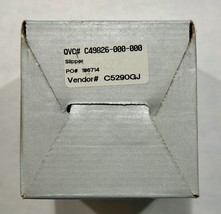 QVC# C49826-000-000
Slipper
PO# 186714
Vendor# C5290GJ